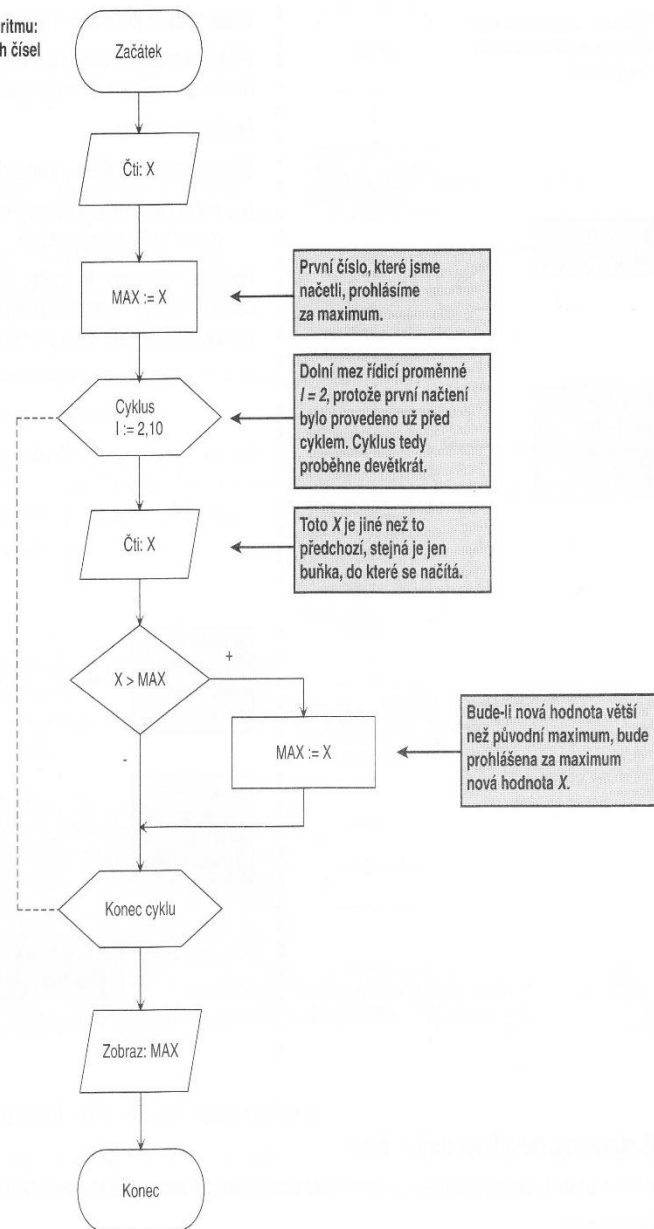 ritmu:
h čísel
Začátek
Čti: X
MAX := X
První číslo, které jsme
načetli, prohlásíme
za maximum.
Cyklus
I := 2,10
Dolní mez řídicí proměnné
I = 2, protože první načtení
bylo provedeno už před
cyklem. Cyklus tedy
proběhne devětkrát.
Čti: X
Toto X je jiné než to
předchozí, stejná je jen
buňka, do které se načítá.
X > MAX
+
-
MAX := X
Bude-li nová hodnota větší
než původní maximum, bude
prohlášena za maximum
nová hodnota X.
Konec cyklu
Zobraz: MAX
Konec